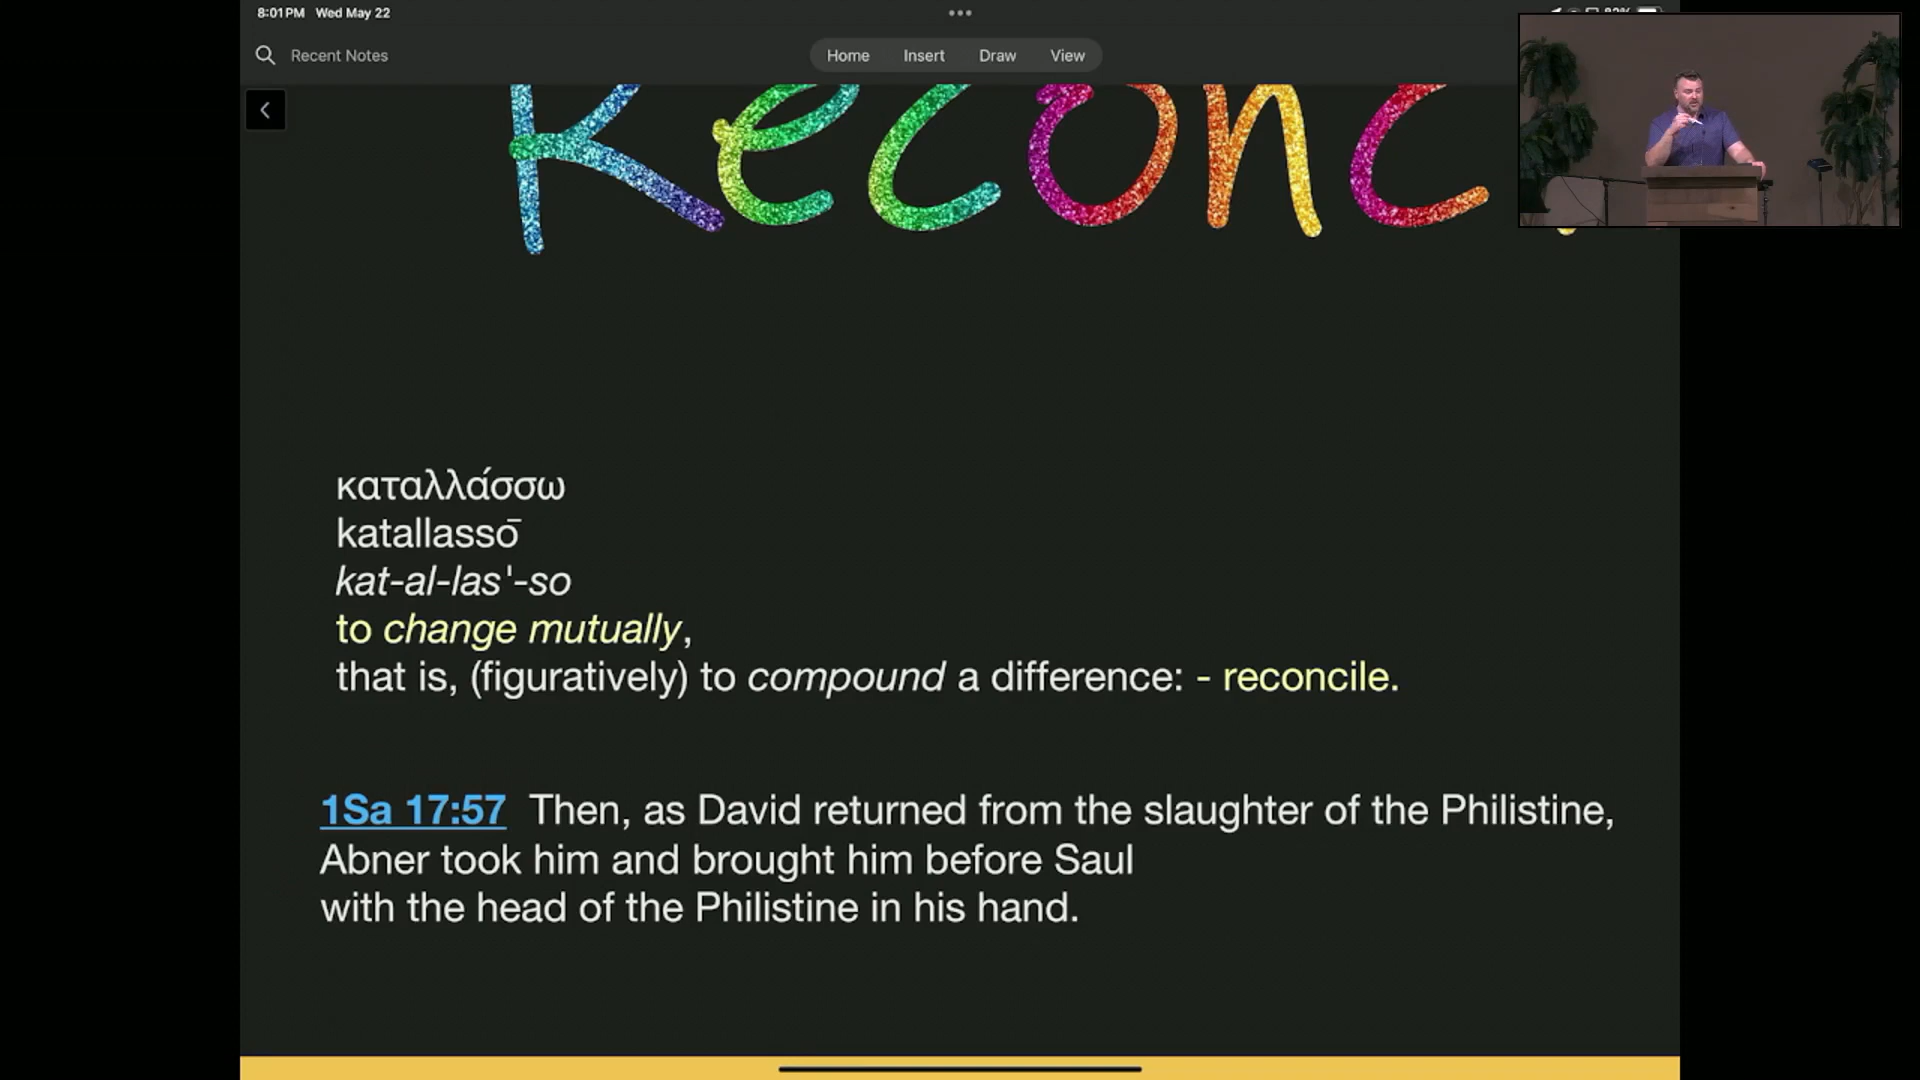 8:01 PM Wed May 22
Recent Notes
Home Insert Draw View
Reconc
καταλλάσσω
katallassō
kat-al-las'-so
to change mutually,
that is, (figuratively) to compound a difference: - reconcile.
1Sa 17:57 Then, as David returned from the slaughter of the Philistine,
Abner took him and brought him before Saul
with the head of the Philistine in his hand.